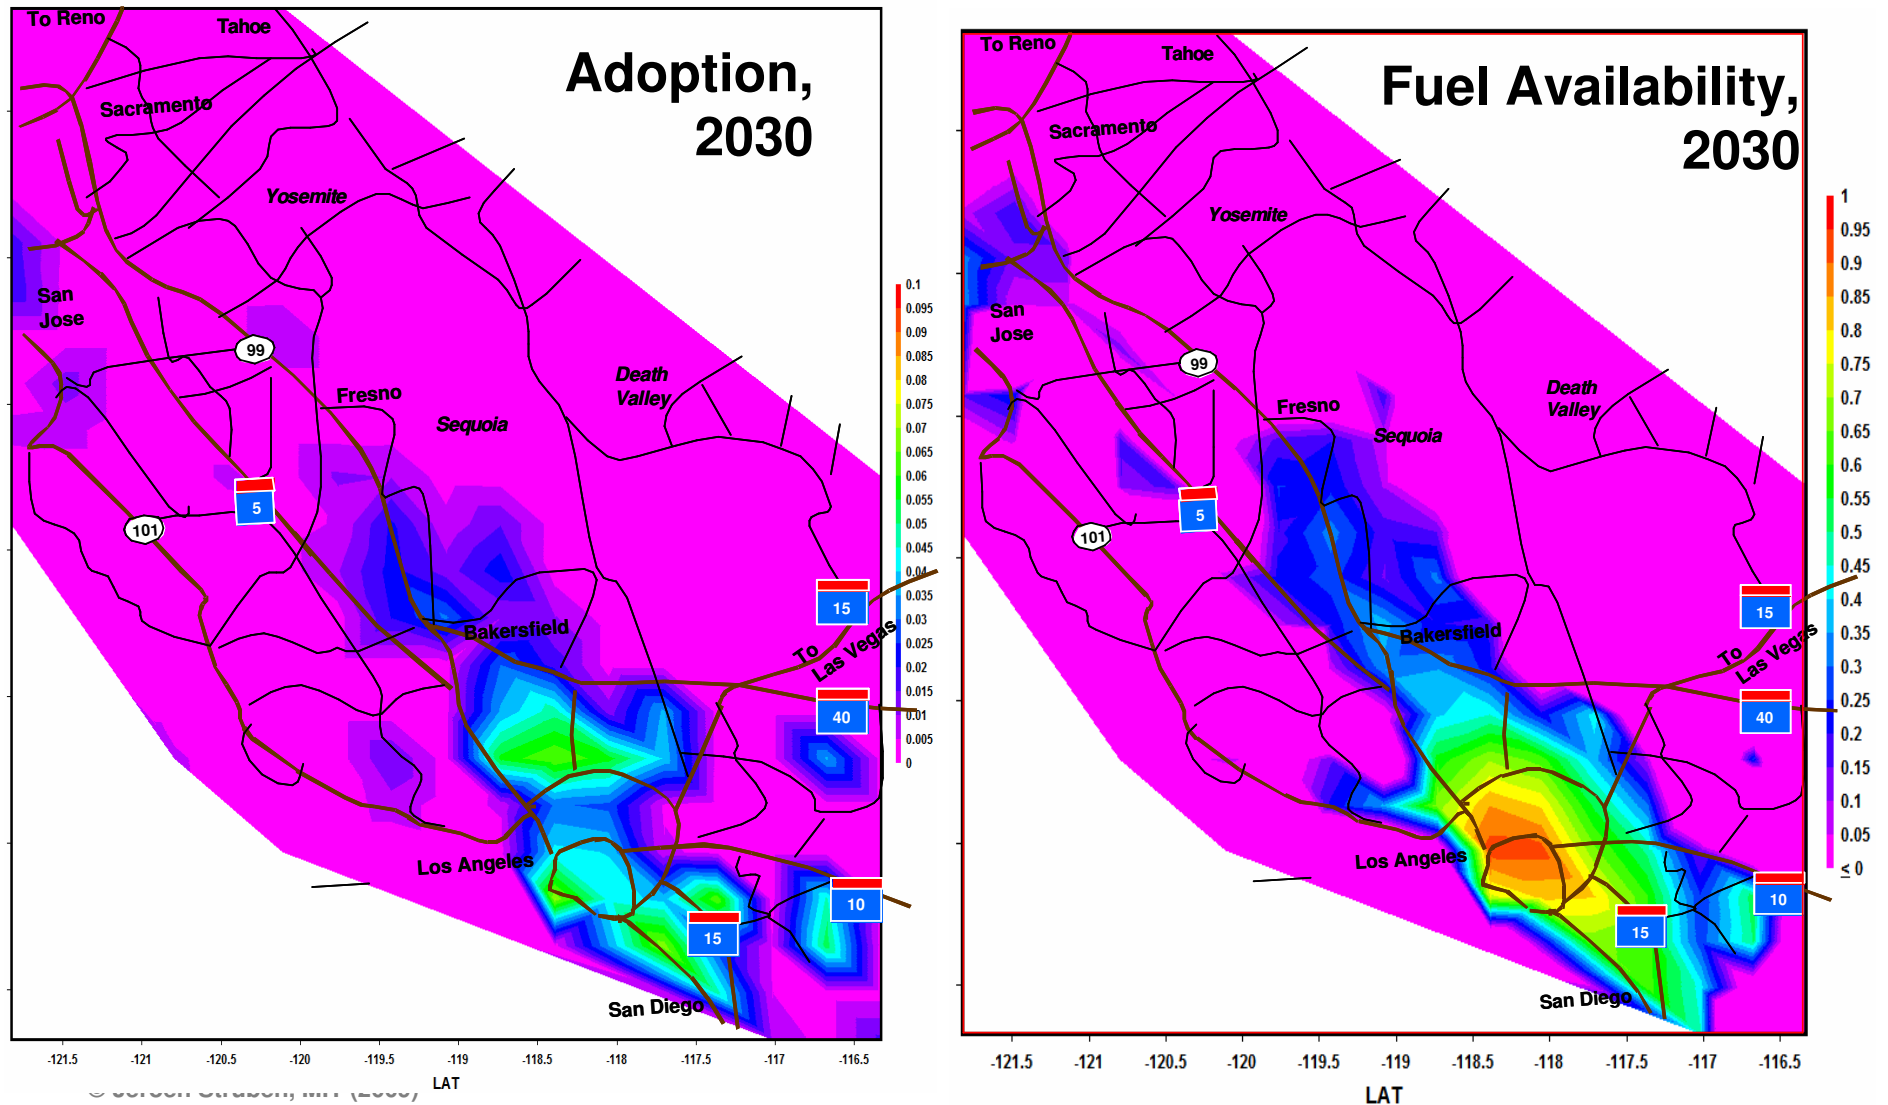 To Reno
Tahoe
Adoption,
2030
Sacramento
Yosemite
San
Jose
99
Fresno
Death
Valley
Sequoia
5
101
15
Bakersfield
To
Las Vegas
40
Los Angeles
10
15
San Diego
0.1
0.095
0.09
0.085
0.08
0.075
0.07
0.065
0.06
0.055
0.05
0.045
0.04
0.035
0.03
0.025
0.02
0.015
0.01
0.005
0
-121.5 -121 -120.5 -120 -119.5 -119 -118.5 -118 -117.5 -117 -116.5
LAT
To Reno
Tahoe
Fuel Availability,
2030
Sacramento
Yosemite
San
Jose
99
Fresno
Death
Valley
Sequoia
5
101
15
Bakersfield
To
Las Vegas
40
Los Angeles
10
15
San Diego
1
0.95
0.9
0.85
0.8
0.75
0.7
0.65
0.6
0.55
0.5
0.45
0.4
0.35
0.3
0.25
0.2
0.15
0.1
0.05
≤ 0
-121.5 -121 -120.5 -120 -119.5 -119 -118.5 -118 -117.5 -117 -116.5
LAT